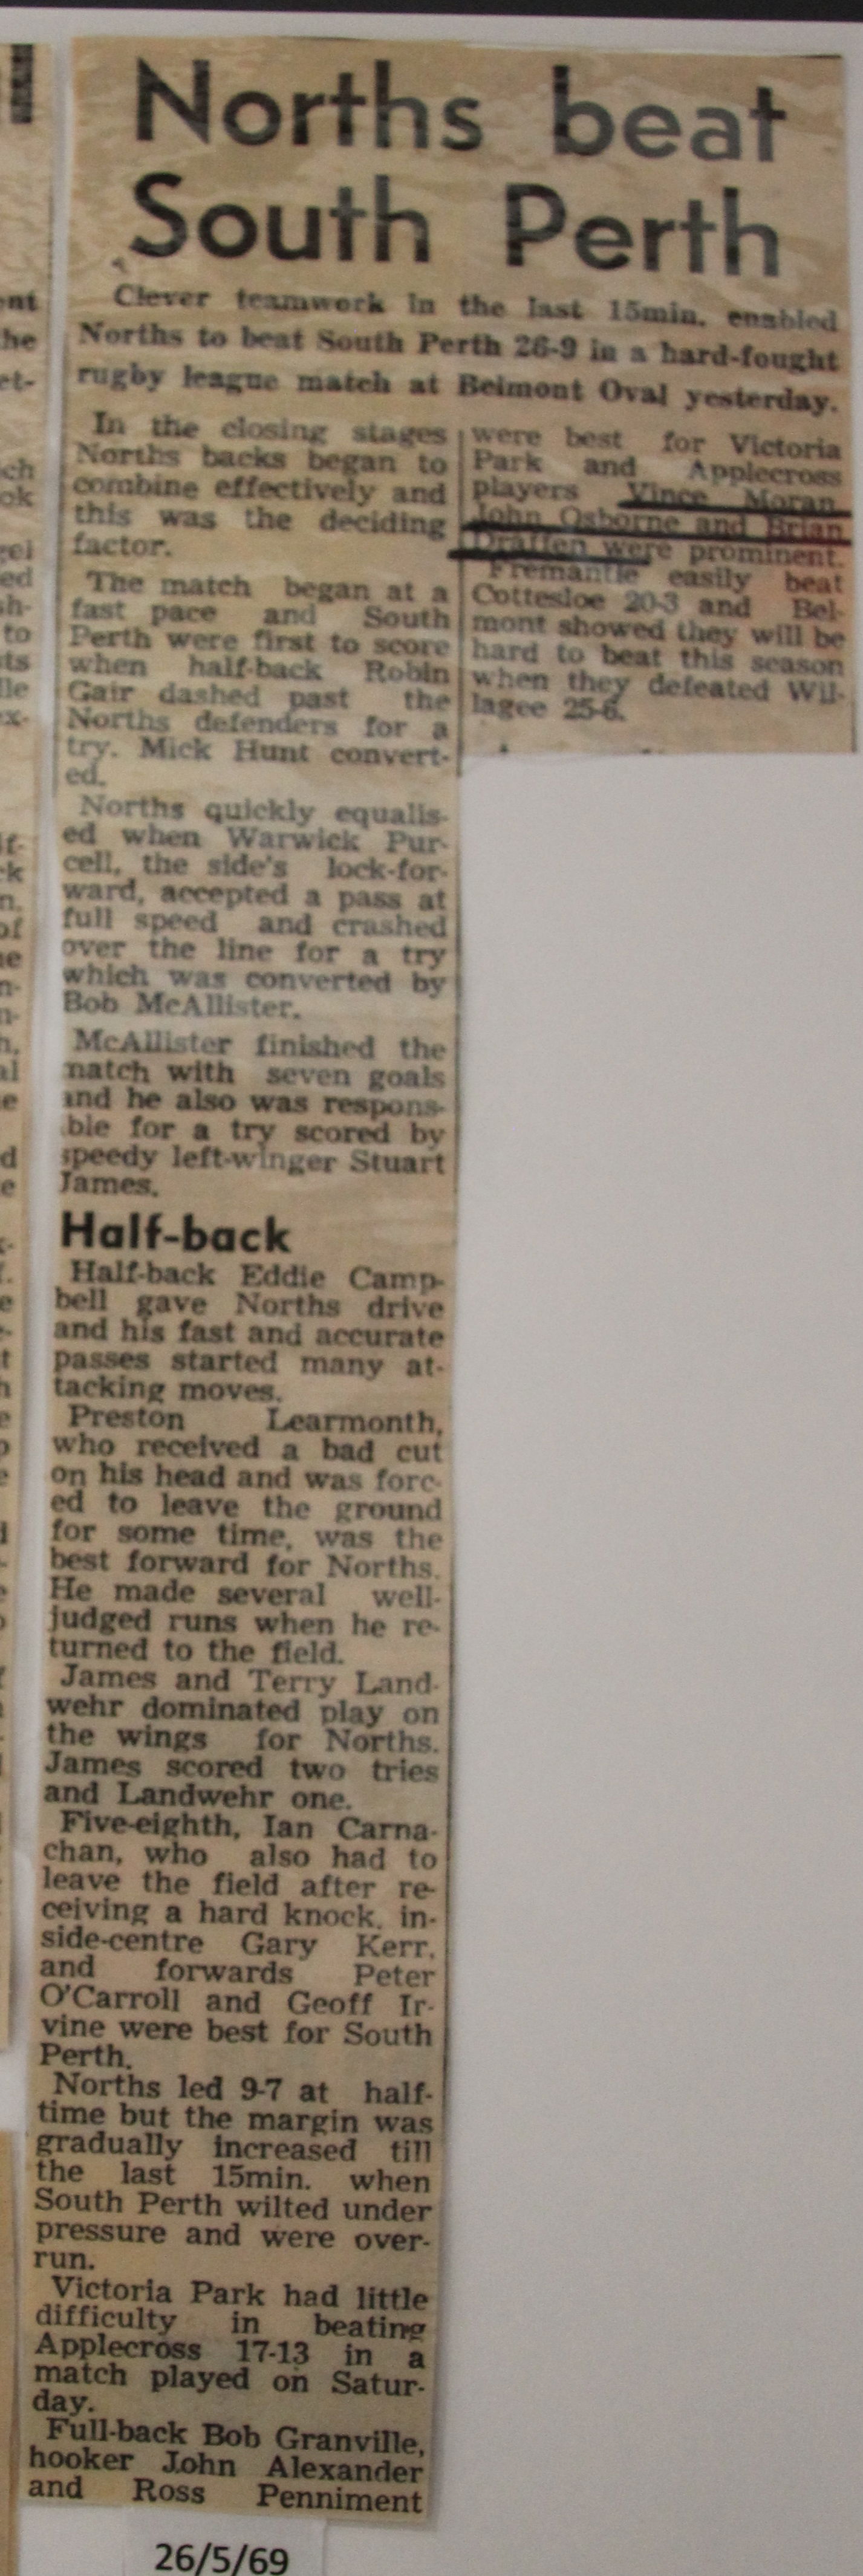 Norths beat
South Perth
Clever teamwork in the last 15min. enabled
Norths to beat South Perth 26-9 in a hard-fought
rugby league match at Belmont Oval yesterday.
In the closing stages
Norths backs began to
combine effectively and
this was the deciding
factor.
The match began at a
fast pace and South
Perth were first to score
when half-back Robin
Gair dashed past the
Norths defenders for a
try. Mick Hunt convert-
ed.
Norths quickly equalis-
ed when Warwick Pur-
cell, the side's lock-for-
ward, accepted a pass at
full speed and crashed
over the line for a try
which was converted by
Bob McAllister.
McAllister finished the
match with seven goals
and he also was respons-
ble for a try scored by
speedy left-winger Stuart
James.
Half-back
Half-back Eddie Camp-
bell gave Norths drive
and his fast and accurate
passes started many at-
tacking moves.
Preston Learmonth,
who received a bad cut
on his head and was forc-
ed to leave the ground
for some time, was the
best forward for Norths.
He made several well-
judged runs when he re-
turned to the field.
James and Terry Land-
wehr dominated play on
the wings for Norths.
James scored two tries
and Landwehr one.
Five-eighth, Ian Carna-
chan, who also had to
leave the field after re-
ceiving a hard knock, in-
side-centre Gary Kerr,
and forwards Peter
O'Carroll and Geoff Ir-
vine were best for South
Perth.
Norths led 9-7 at half-
time but the margin was
gradually increased till
the last 15min. when
South Perth wilted under
pressure and were over-
run.
Victoria Park had little
difficulty in beating
Applecross 17-13 in a
match played on Satur-
day.
Full-back Bob Granville,
hooker John Alexander
and Ross Penniment
were best for Victoria
Park and Applecross
players Vince Moran,
John Osborne and Brian
Draffen were prominent.
Fremantle easily beat
Cottesloe 20-3 and Bel-
mont showed they will be
hard to beat this season
when they defeated Wil-
lagee 25-6.
26/5/69